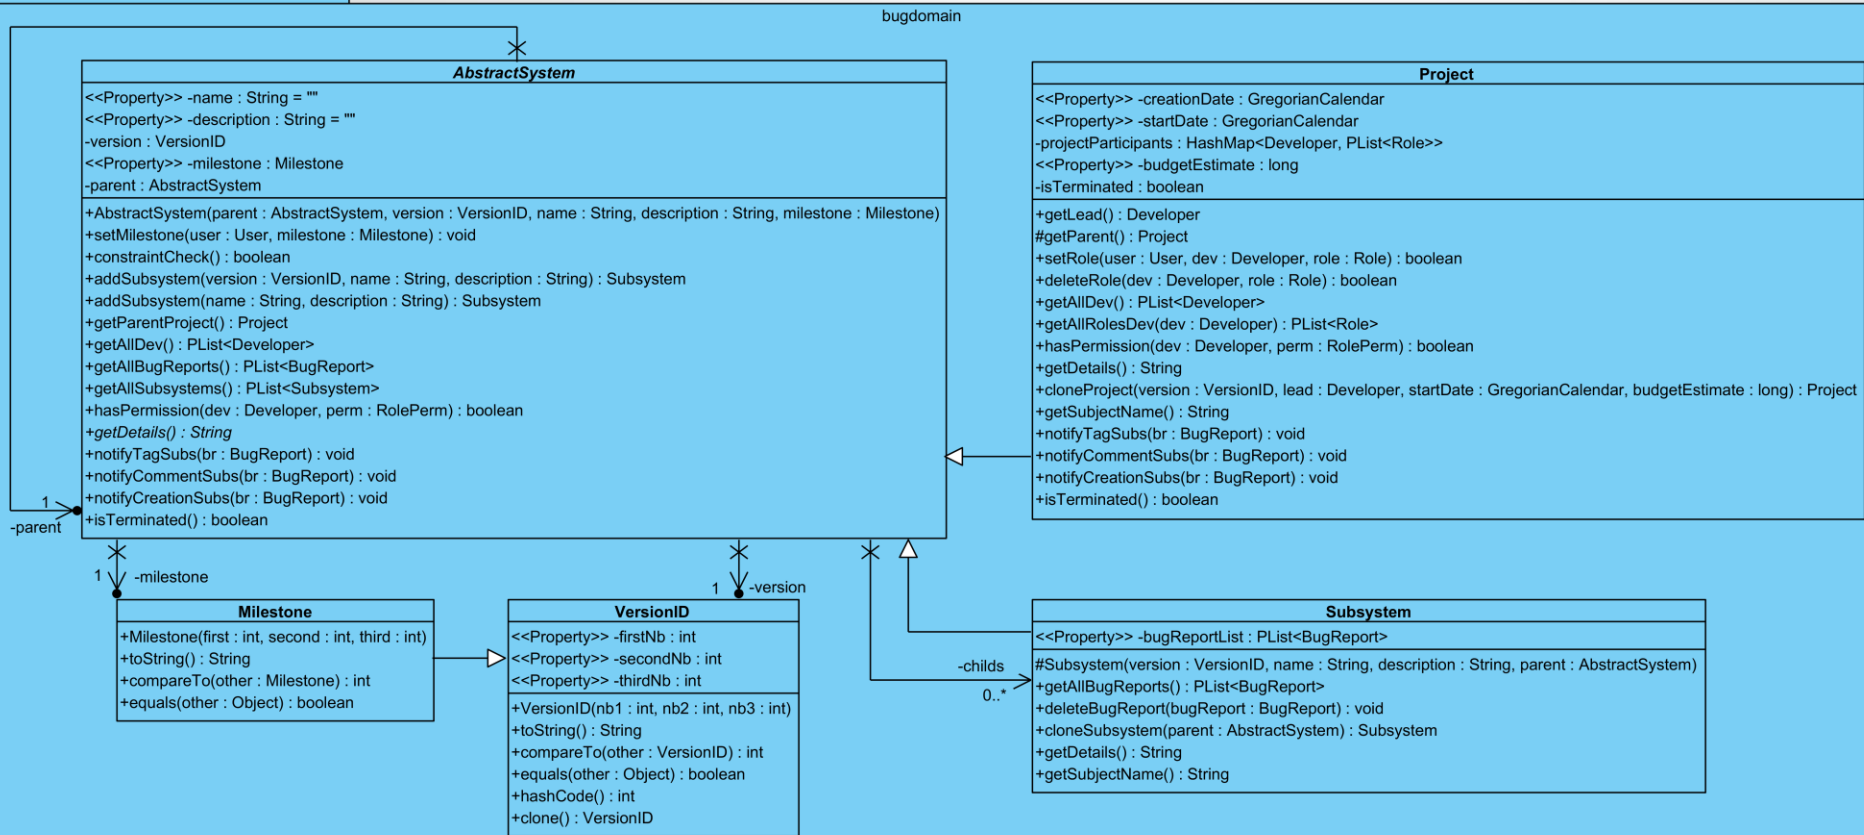 bugdomain
AbstractSystem
<<Property>> -name : String = ""
<<Property>> -description : String = ""
-version : VersionID
<<Property>> -milestone : Milestone
-parent : AbstractSystem
+AbstractSystem(parent : AbstractSystem, version : VersionID, name : String, description : String, milestone : Milestone)
+setMilestone(user : User, milestone : Milestone) : void
+constraintCheck() : boolean
+addSubsystem(version : VersionID, name : String, description : String) : Subsystem
+addSubsystem(name : String, description : String) : Subsystem
+getParentProject() : Project
+getAllDev() : PList<Developer>
+getAllBugReports() : PList<BugReport>
+getAllSubsystems() : PList<Subsystem>
+hasPermission(dev : Developer, perm : RolePerm) : boolean
+getDetails() : String
+notifyTagSubs(br : BugReport) : void
+notifyCommentSubs(br : BugReport) : void
+notifyCreationSubs(br : BugReport) : void
+isTerminated() : boolean
1
-parent
Project
<<Property>> -creationDate : GregorianCalendar
<<Property>> -startDate : GregorianCalendar
-projectParticipants : HashMap<Developer, PList<Role>>
<<Property>> -budgetEstimate : long
-isTerminated : boolean
+getLead() : Developer
#getParent() : Project
+setRole(user : User, dev : Developer, role : Role) : boolean
+deleteRole(dev : Developer, role : Role) : boolean
+getAllDev() : PList<Developer>
+getAllRolesDev(dev : Developer) : PList<Role>
+hasPermission(dev : Developer, perm : RolePerm) : boolean
+getDetails() : String
+cloneProject(version : VersionID, lead : Developer, startDate : GregorianCalendar, budgetEstimate : long) : Project
+getSubjectName() : String
+notifyTagSubs(br : BugReport) : void
+notifyCommentSubs(br : BugReport) : void
+notifyCreationSubs(br : BugReport) : void
+isTerminated() : boolean
1 -milestone
Milestone
+Milestone(first : int, second : int, third : int)
+toString() : String
+compareTo(other : Milestone) : int
+equals(other : Object) : boolean
1 -version
VersionID
<<Property>> -firstNb : int
<<Property>> -secondNb : int
<<Property>> -thirdNb : int
+VersionID(nb1 : int, nb2 : int, nb3 : int)
+toString() : String
+compareTo(other : VersionID) : int
+equals(other : Object) : boolean
+hashCode() : int
+clone() : VersionID
-childs
0..*
Subsystem
<<Property>> -bugReportList : PList<BugReport>
#Subsystem(version : VersionID, name : String, description : String, parent : AbstractSystem)
+getAllBugReports() : PList<BugReport>
+deleteBugReport(bugReport : BugReport) : void
+cloneSubsystem(parent : AbstractSystem) : Subsystem
+getDetails() : String
+getSubjectName() : String